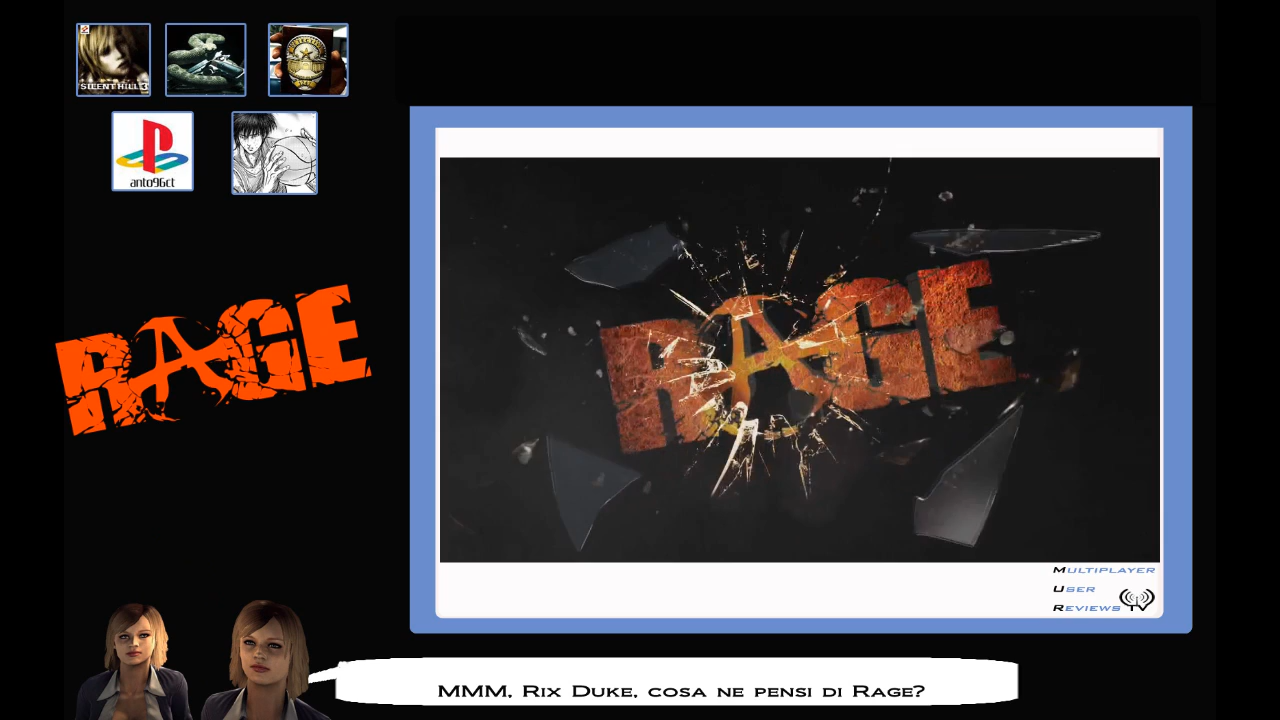 SILENT HILL 3
anto96ct
RAGE
RAGE
MULTIPLAYER
USER
REVIEWS TV
MMM, RIX DUKE, COSA NE PENSI DI RAGE?